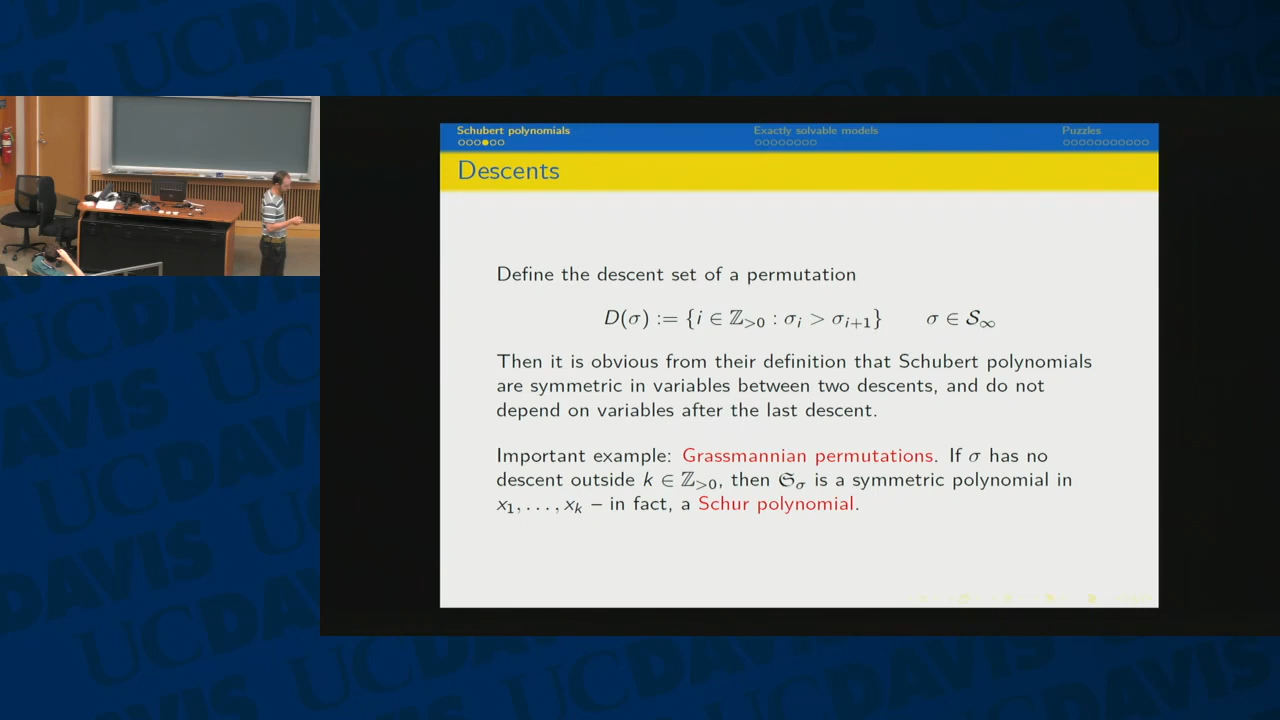 Schubert polynomials
Exactly solvable models
Puzzles
Descents
Define the descent set of a permutation
D(σ) := {i ∈ ℤ>0 : σi > σi+1} σ ∈ 𝒮∞
Then it is obvious from their definition that Schubert polynomials
are symmetric in variables between two descents, and do not
depend on variables after the last descent.
Important example: Grassmannian permutations. If σ has no
descent outside k ∈ ℤ>0, then 𝔖σ is a symmetric polynomial in
x1, . . . , xk – in fact, a Schur polynomial.
UCDAVIS